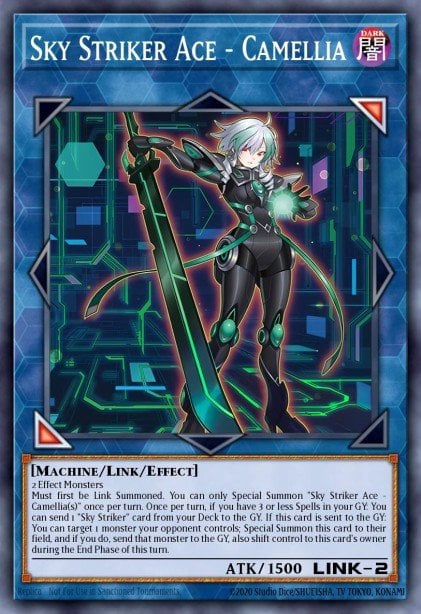 SKY STRIKER ACE - CAMELLIA
DARK
闇
[MACHINE/LINK/EFFECT]
2 Effect Monsters
Must first be Link Summoned. You can only Special Summon "Sky Striker Ace -
Camellia(s)" once per turn. Once per turn, if you have 3 or less Spells in your GY: You
can send 1 "Sky Striker" card from your Deck to the GY. If this card is sent to the GY:
You can target 1 monster your opponent controls; Special Summon this card to their
field, and if you do, send that monster to the GY, also shift control to this card's owner
during the End Phase of this turn.
ATK/1500 LINK-2
Replica - Not For Use in Sanctioned Tornaments. ©2020 Studio Dice/SHUEISHA, TV TOKYO, KONAMI